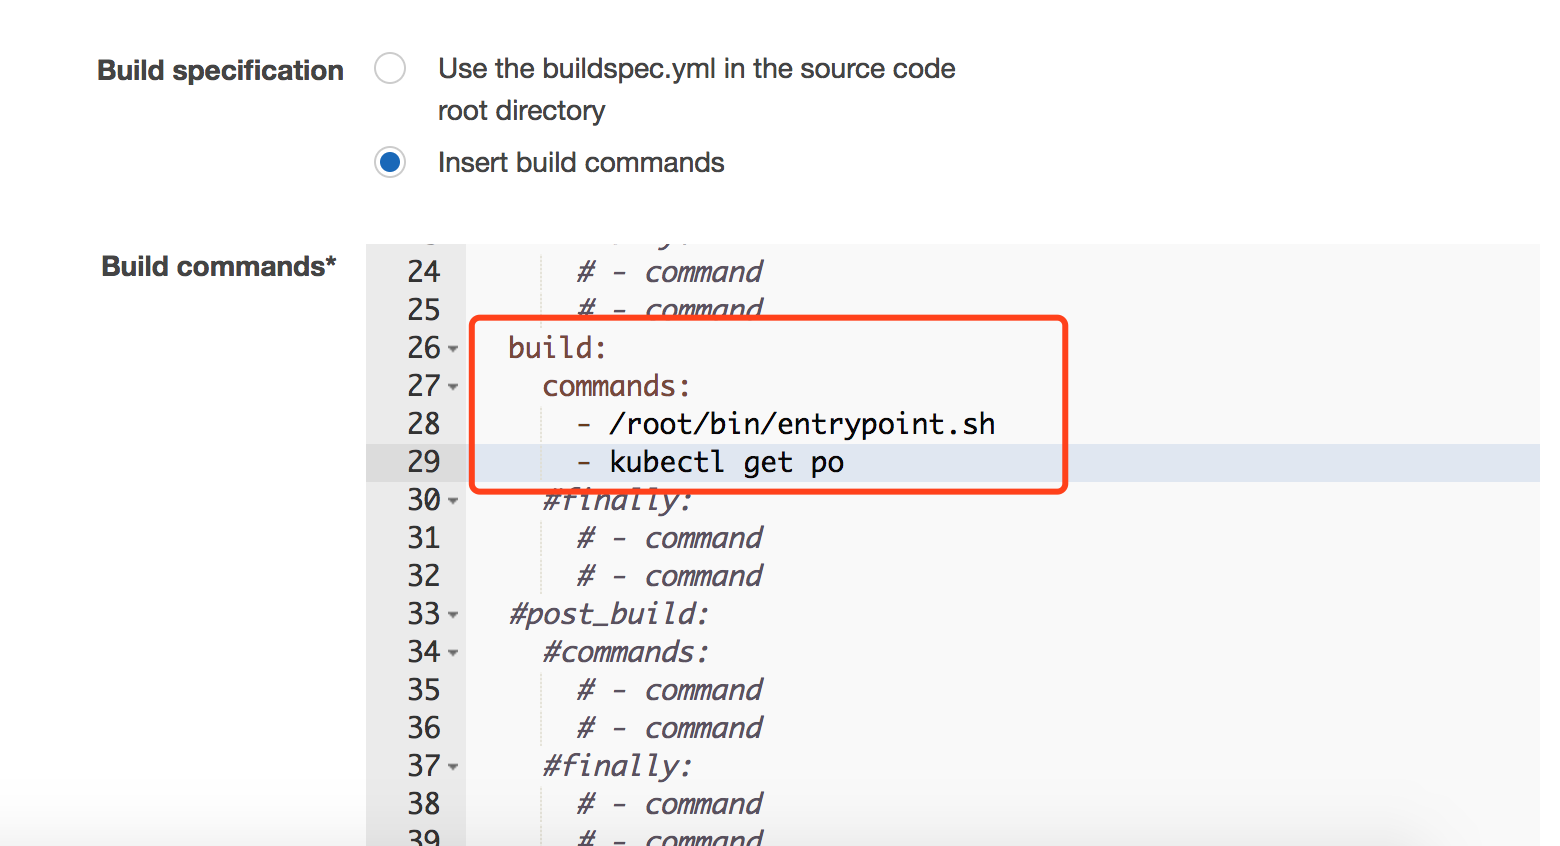 Build specification
Use the buildspec.yml in the source code
root directory
Insert build commands
Build commands*
24 # - command
25 # - command
26 build:
27 commands:
28 - /root/bin/entrypoint.sh
29 - kubectl get po
30 #finally:
31 # - command
32 # - command
33 #post_build:
34 #commands:
35 # - command
36 # - command
37 #finally:
38 # - command
39 # - command